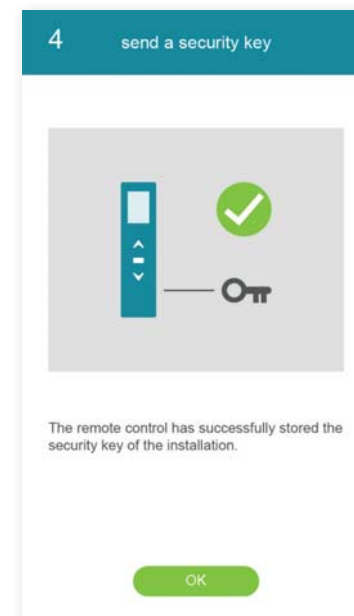 4 send a security key
The remote control has successfully stored the
security key of the installation.
OK